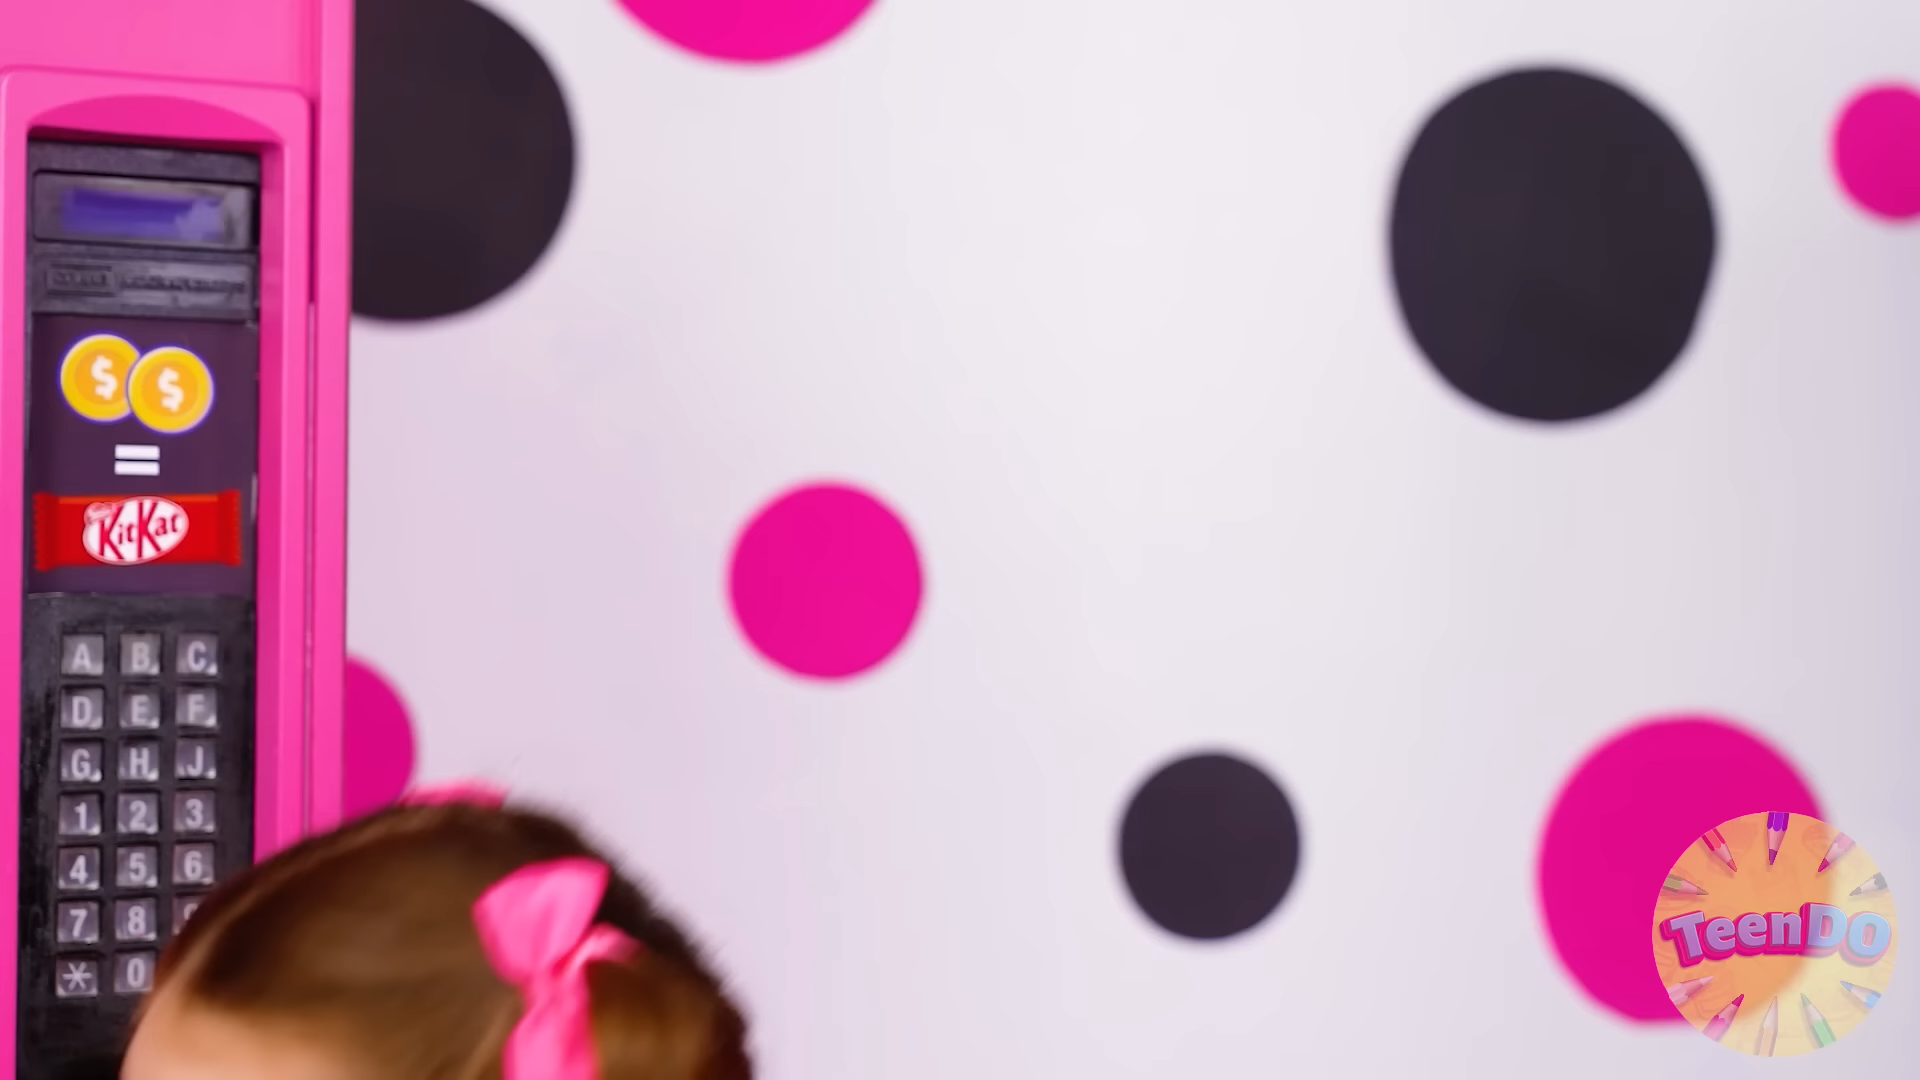 $ $
=
KitKat
A B C
D E F
G H J
1 2 3
4 5 6
7 8
* 0
TeenDO